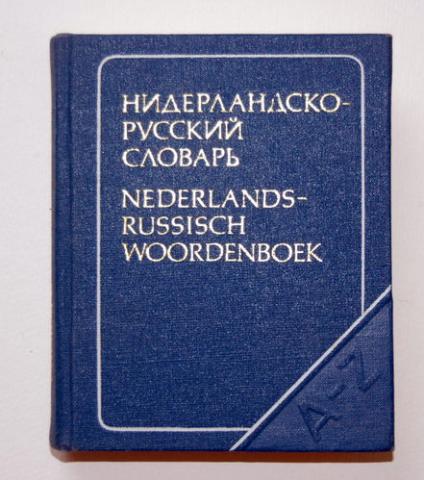 НИДЕРЛАНДСКО-
РУССКИЙ
СЛОВАРЬ
NEDERLANDS-
RUSSISCH
WOORDENBOEK
A-Z